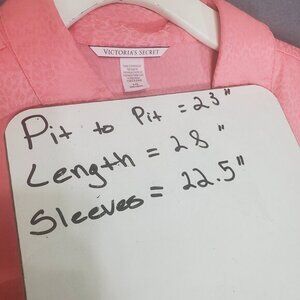 VICTORIA'S SECRET
Pit to Pit = 23"
Length = 28"
Sleeves = 22.5"